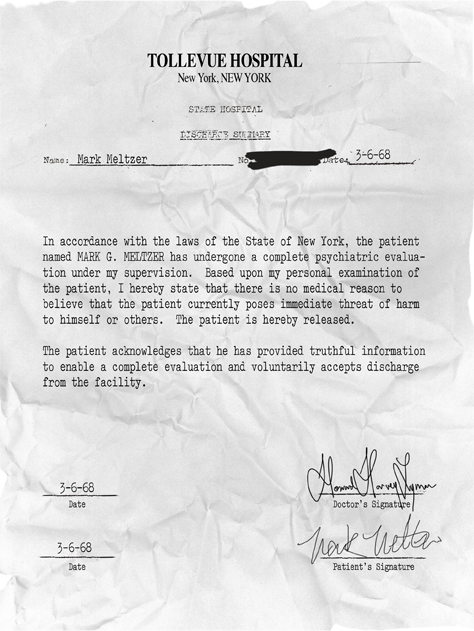 TOLLEVUE HOSPITAL
New York, NEW YORK
STATE HOSPITAL
DISCHARGE SUMMARY
Name: Mark Meltzer No. Date: 3-6-68
In accordance with the laws of the State of New York, the patient
named MARK G. MELTZER has undergone a complete psychiatric evalua-
tion under my supervision. Based upon my personal examination of
the patient, I hereby state that there is no medical reason to
believe that the patient currently poses immediate threat of harm
to himself or others. The patient is hereby released.
The patient acknowledges that he has provided truthful information
to enable a complete evaluation and voluntarily accepts discharge
from the facility.
3-6-68
Date
Harvey
Doctor's Signature
3-6-68
Date
Mark Meltzer
Patient's Signature